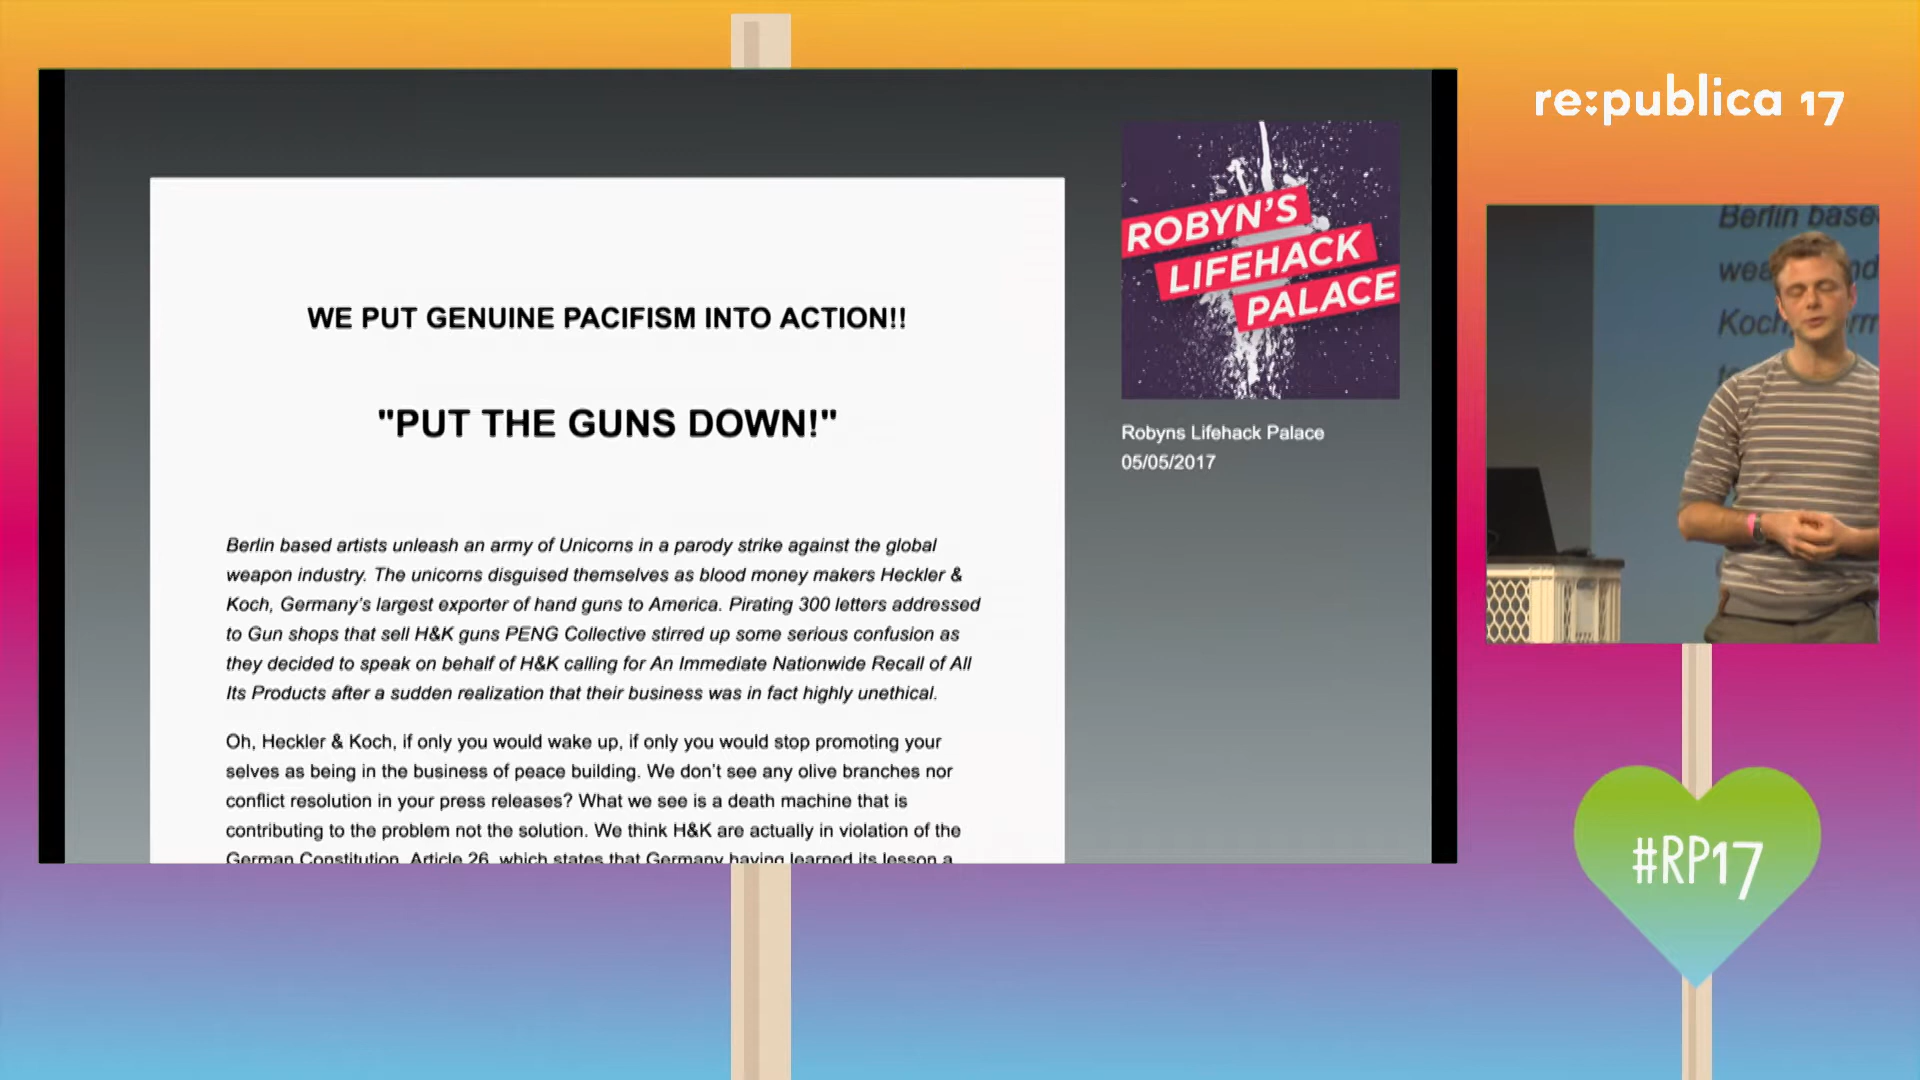 re:publica 17
WE PUT GENUINE PACIFISM INTO ACTION!!
"PUT THE GUNS DOWN!"
Berlin based artists unleash an army of Unicorns in a parody strike against the global
weapon industry. The unicorns disguised themselves as blood money makers Heckler &
Koch, Germany's largest exporter of hand guns to America. Pirating 300 letters addressed
to Gun shops that sell H&K guns PENG Collective stirred up some serious confusion as
they decided to speak on behalf of H&K calling for An Immediate Nationwide Recall of All
Its Products after a sudden realization that their business was in fact highly unethical.
Oh, Heckler & Koch, if only you would wake up, if only you would stop promoting your
selves as being in the business of peace building. We don't see any olive branches nor
conflict resolution in your press releases? What we see is a death machine that is
contributing to the problem not the solution. We think H&K are actually in violation of the
German Constitution, Article 26, which states that Germany having learned its lesson a
ROBYN'S
LIFEHACK
PALACE
Robyns Lifehack Palace
05/05/2017
Berlin base
Koch
#RP17